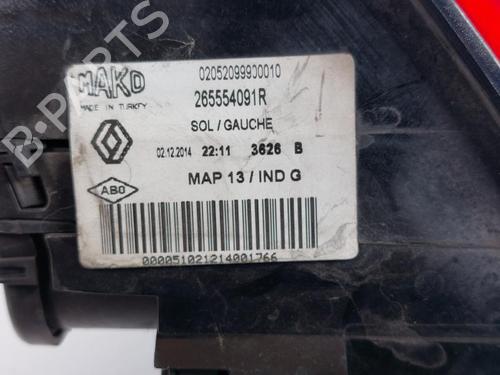 B-PARTS
MAKO
MADE IN TURKEY
02052099900010
265554091R
SOL / GAUCHE
02.12.2014 22:11 3626 B
ABO
MAP 13 / IND G
000051021214001766